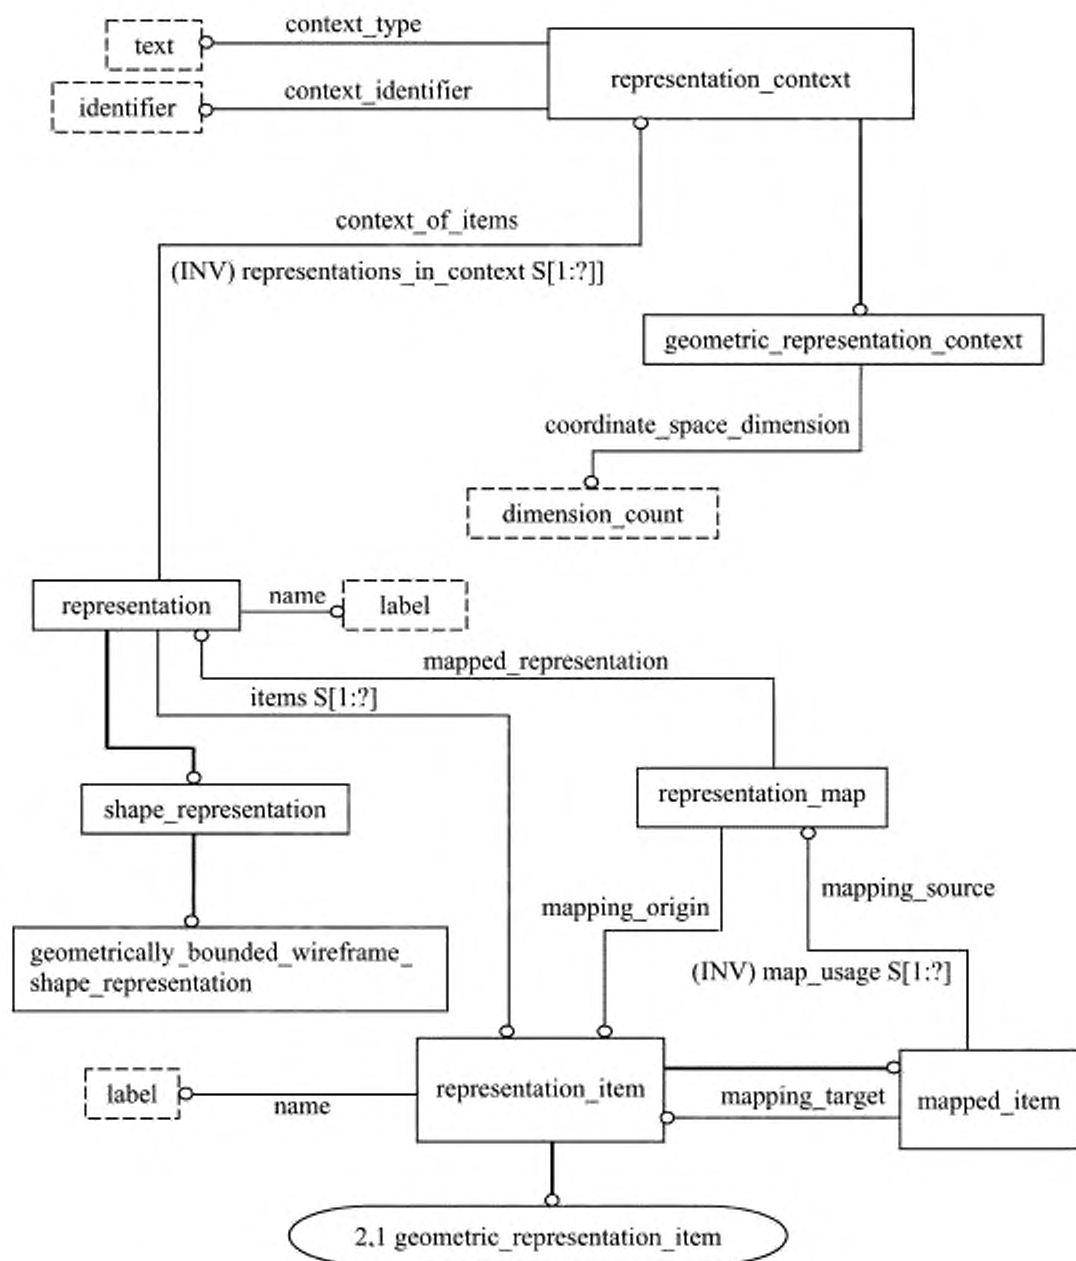 context_type
text
representation_context
context_identifier
identifier
context_of_items
(INV) representations_in_context S[1:?]]
geometric_representation_context
coordinate_space_dimension
dimension_count
representation
name
label
mapped_representation
items S[1:?]
representation_map
shape_representation
mapping_source
mapping_origin
geometrically_bounded_wireframe_
shape_representation
(INV) map_usage S[1:?]
representation_item
label
name
mapping_target
mapped_item
2,1 geometric_representation_item